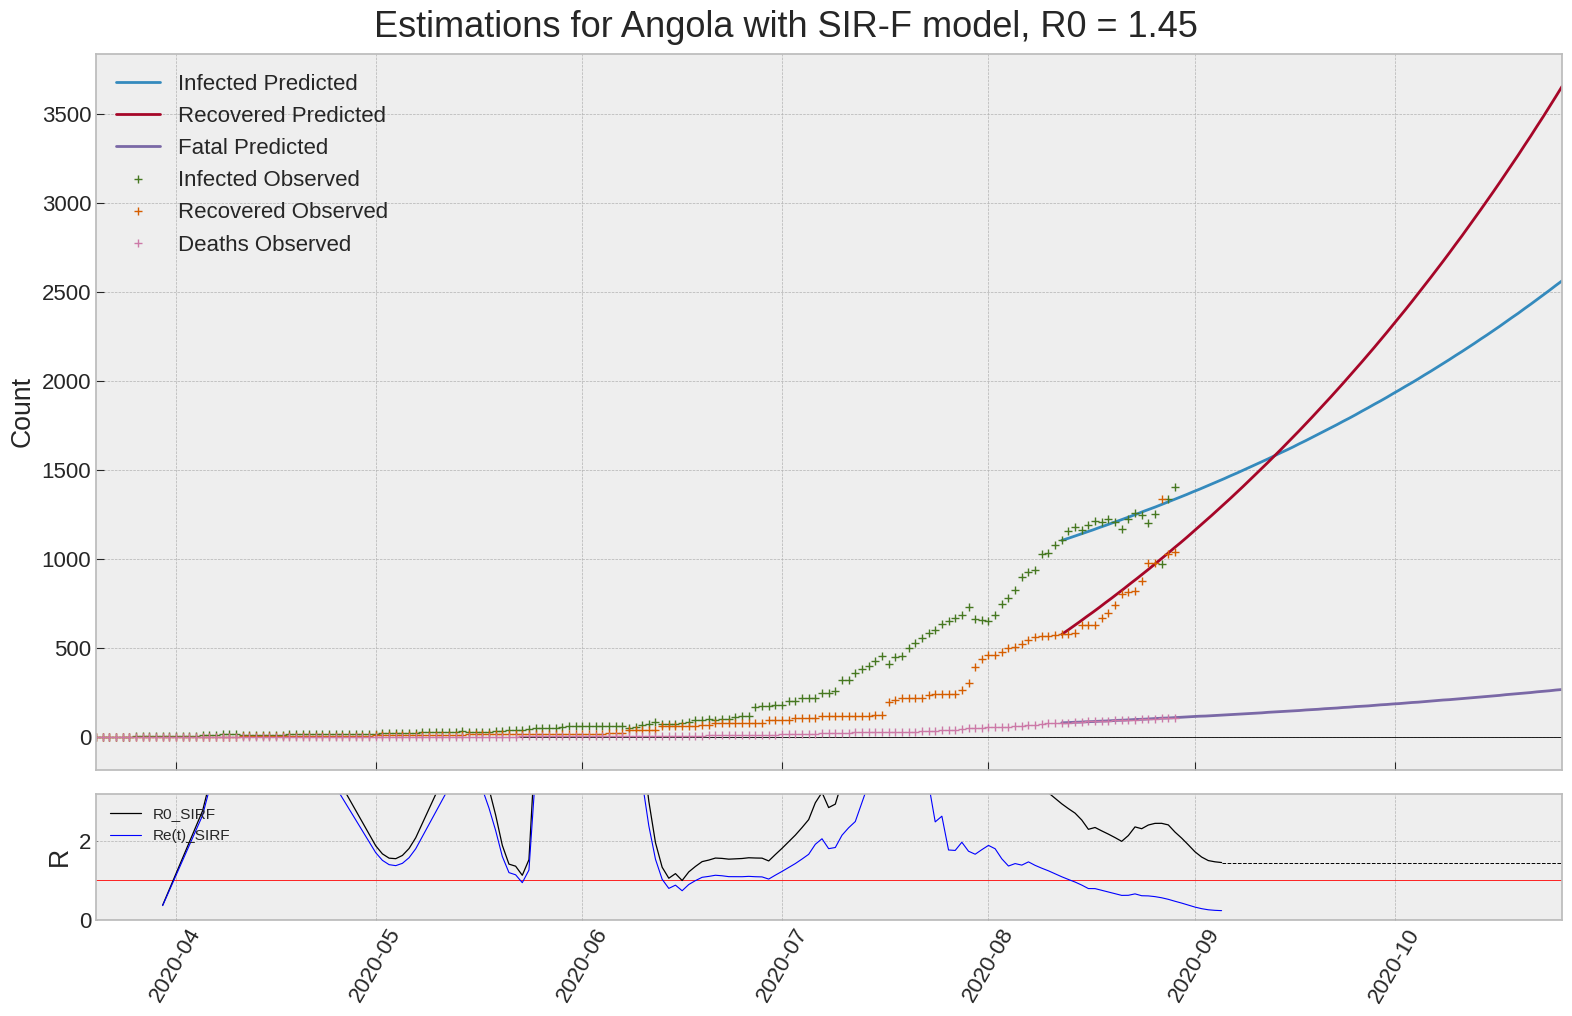 Estimations for Angola with SIR-F model, R0 = 1.45
Infected Predicted
Recovered Predicted
Fatal Predicted
Infected Observed
Recovered Observed
Deaths Observed
3500
3000
2500
2000
1500
1000
500
0
Count
R0_SIRF
Re(t)_SIRF
2
0
R
2020-04
2020-05
2020-06
2020-07
2020-08
2020-09
2020-10